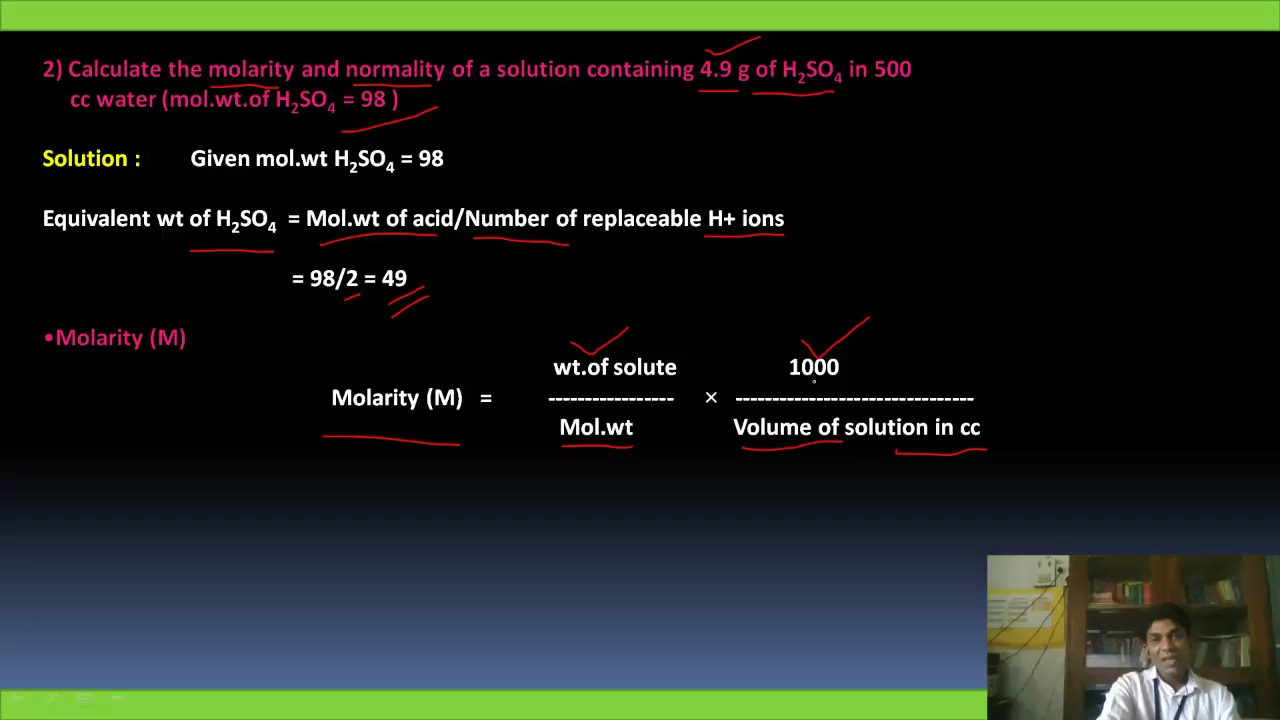 2) Calculate the molarity and normality of a solution containing 4.9 g of H₂SO₄ in 500
cc water (mol.wt.of H₂SO₄ = 98 )
Solution : Given mol.wt H₂SO₄ = 98
Equivalent wt of H₂SO₄ = Mol.wt of acid/Number of replaceable H+ ions
= 98/2 = 49
•Molarity (M)
wt.of solute 1000
Molarity (M) = ----------------- × --------------------------------
Mol.wt Volume of solution in cc